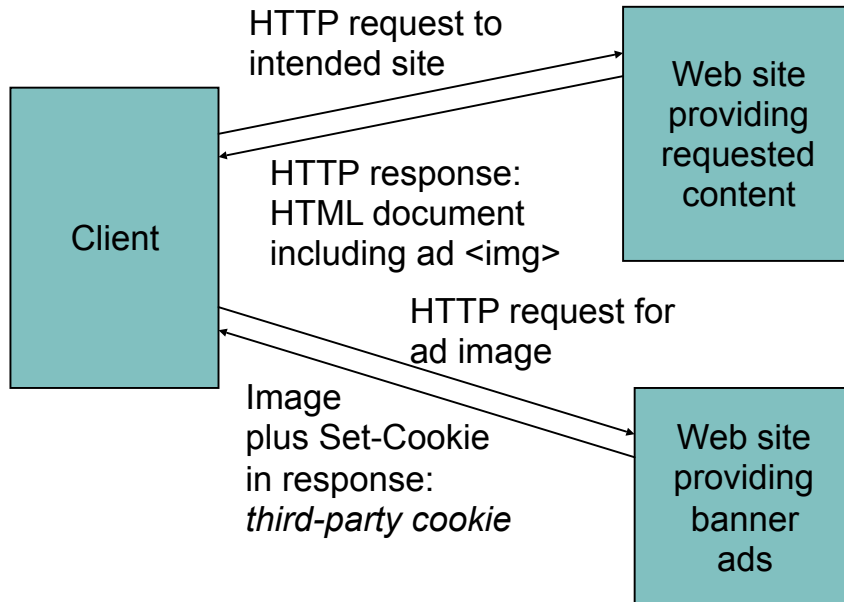 HTTP request to
intended site
Web site
providing
requested
content
Client
HTTP response:
HTML document
including ad <img>
HTTP request for
ad image
Image
plus Set-Cookie
in response:
third-party cookie
Web site
providing
banner
ads